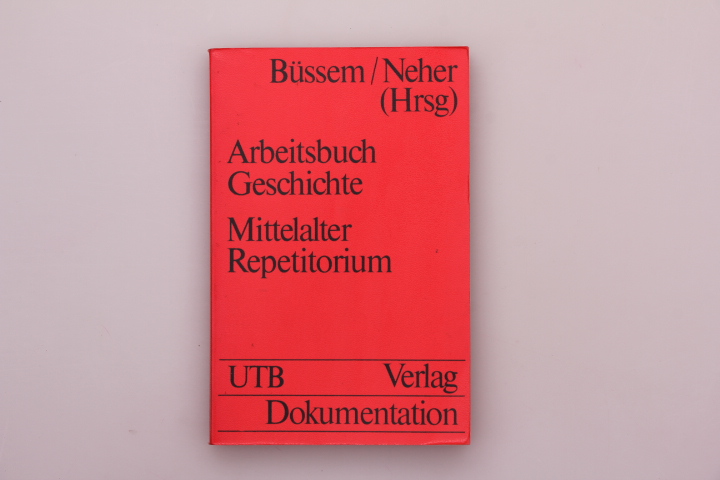 Büssem/Neher
(Hrsg)
Arbeitsbuch
Geschichte
Mittelalter
Repetitorium
UTB Verlag
Dokumentation